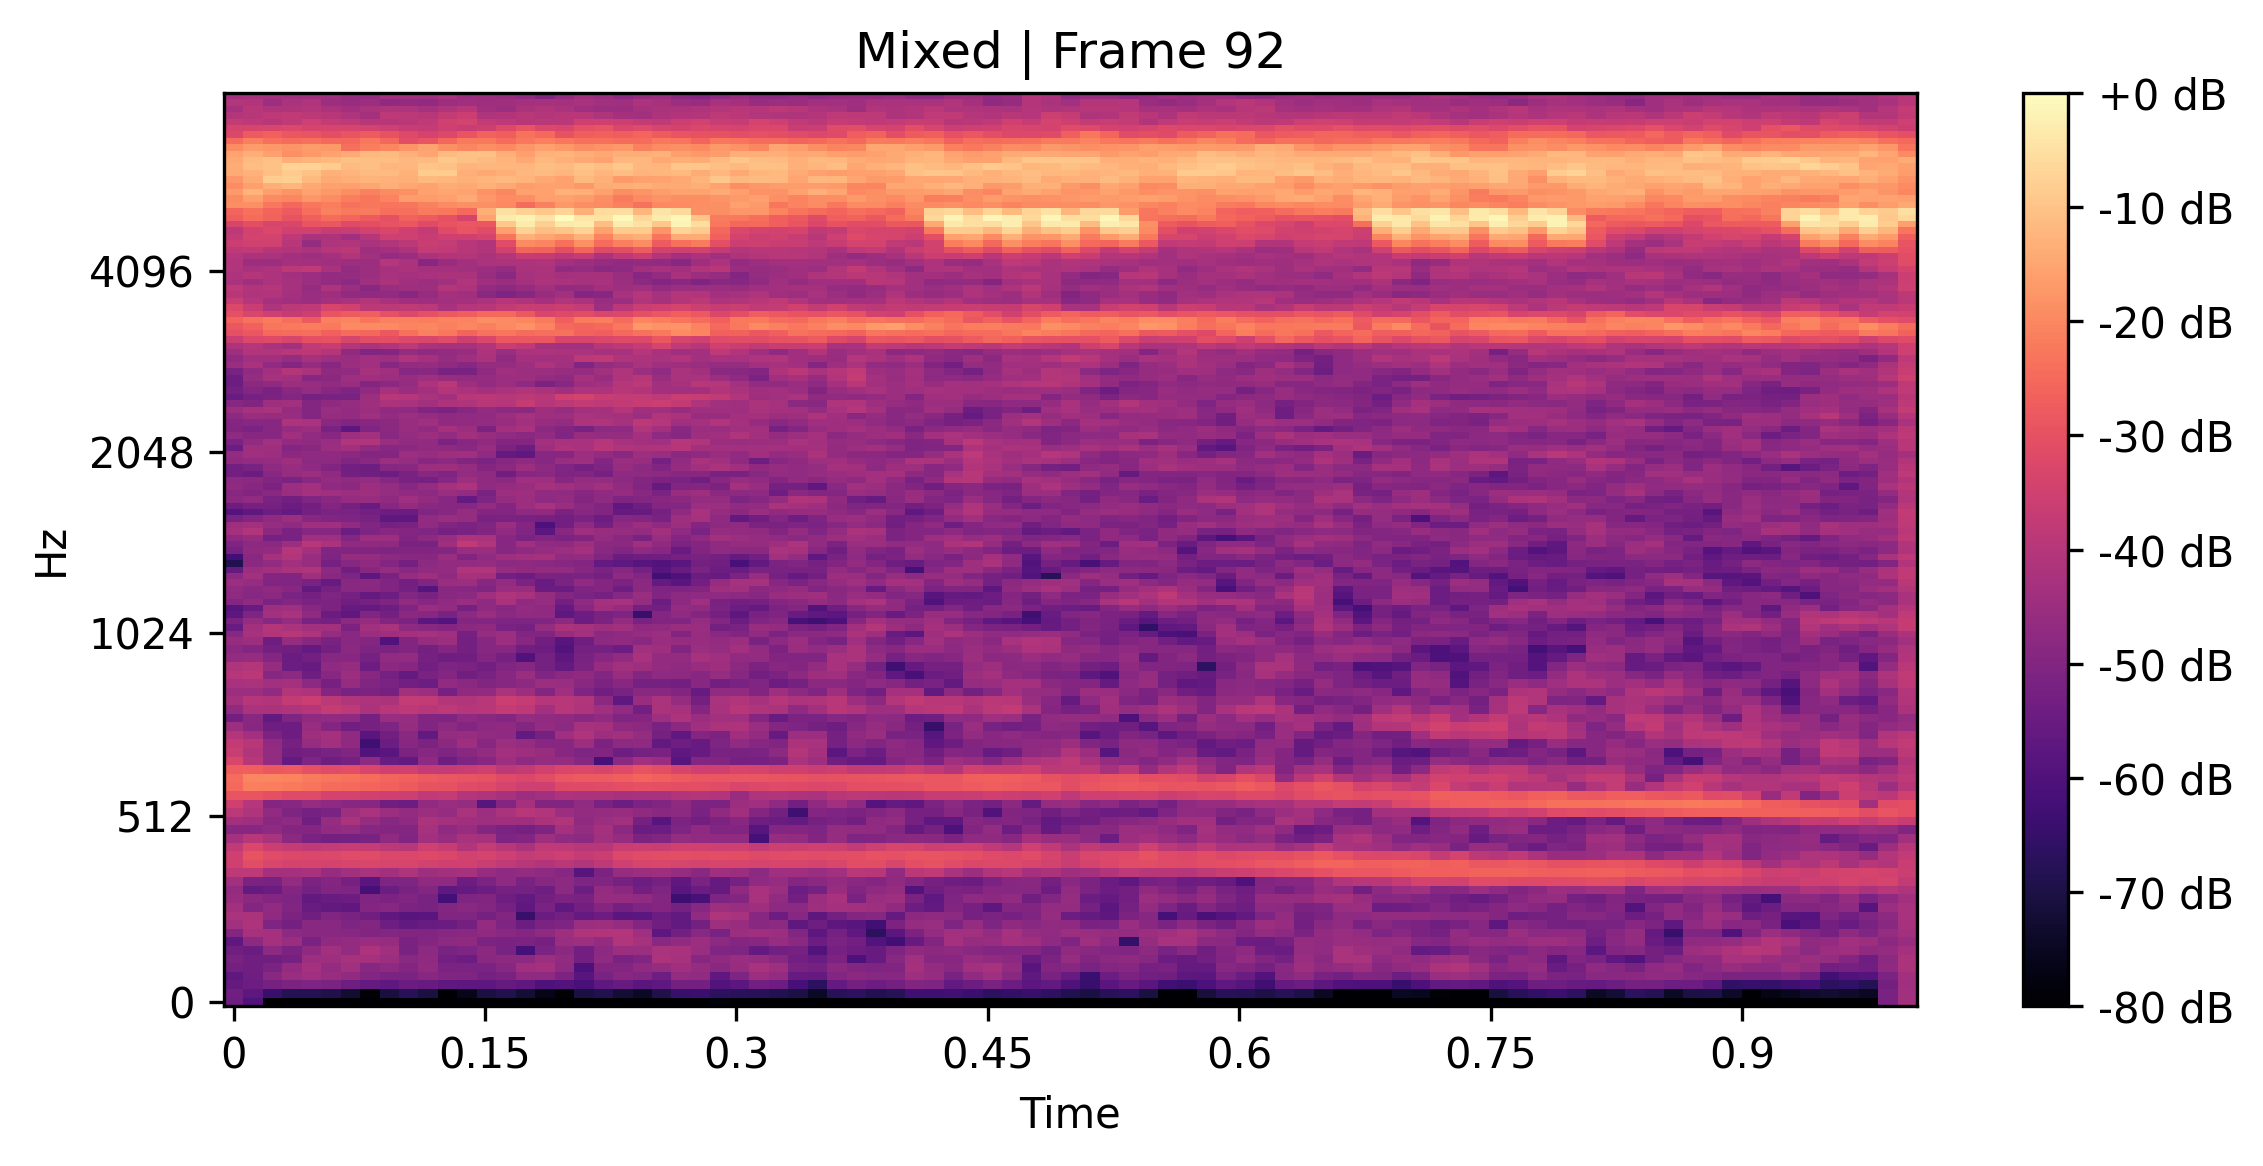 Mixed | Frame 92
+0 dB
-10 dB
4096
-20 dB
-30 dB
2048
-40 dB
Hz
1024
-50 dB
-60 dB
512
-70 dB
0
-80 dB
0 0.15 0.3 0.45 0.6 0.75 0.9
Time